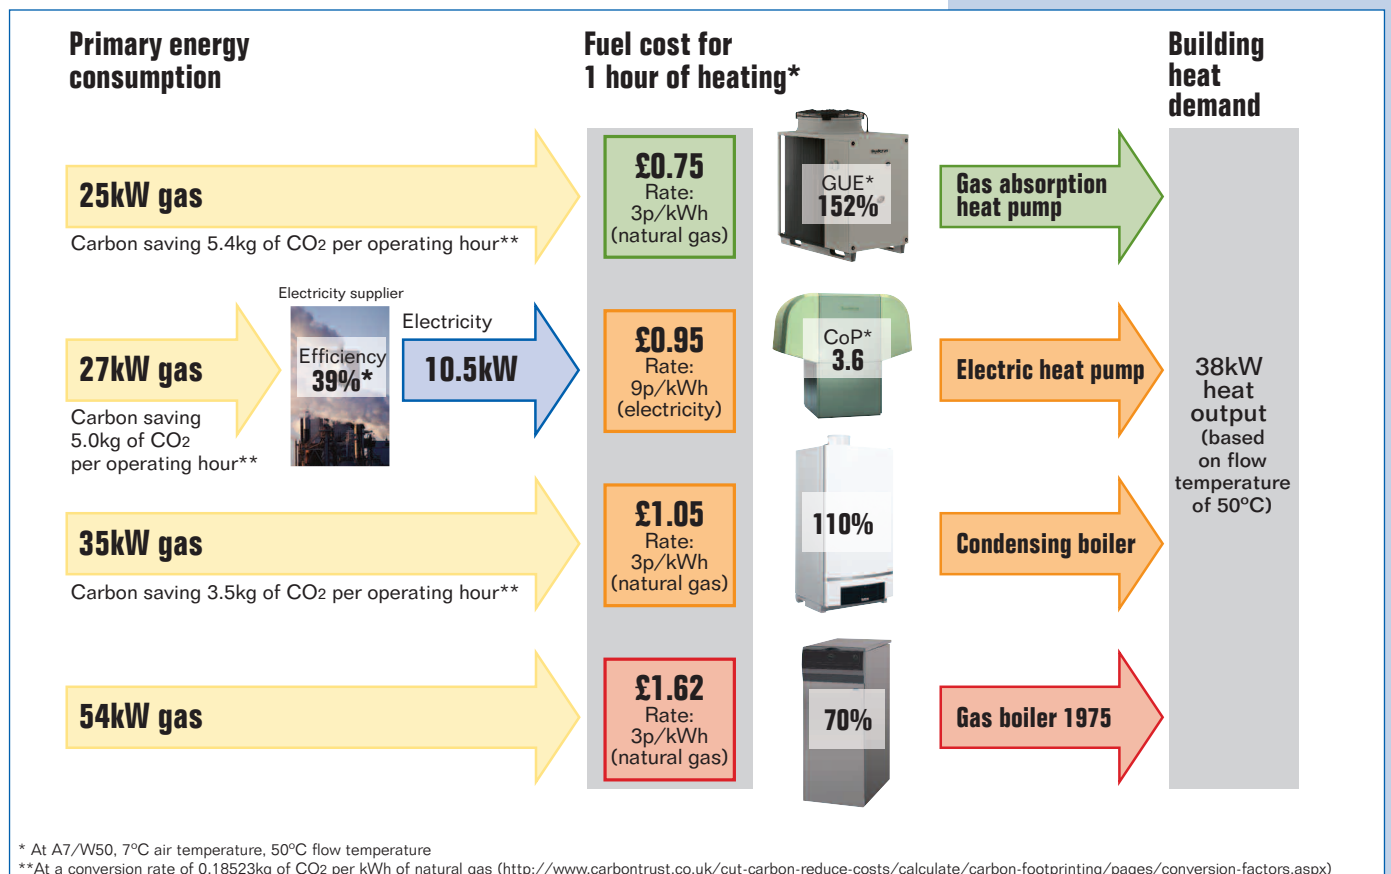 Primary energy
consumption
Fuel cost for
1 hour of heating*
Building
heat
demand
25kW gas
Carbon saving 5.4kg of CO2 per operating hour**
£0.75
Rate:
3p/kWh
(natural gas)
GUE*
152%
Gas absorption
heat pump
27kW gas
Carbon saving
5.0kg of CO2
per operating hour**
Electricity supplier
Efficiency
39%*
Electricity
10.5kW
£0.95
Rate:
9p/kWh
(electricity)
CoP*
3.6
Electric heat pump
38kW
heat
output
(based
on flow
temperature
of 50ºC)
35kW gas
Carbon saving 3.5kg of CO2 per operating hour**
£1.05
Rate:
3p/kWh
(natural gas)
110%
Condensing boiler
54kW gas
£1.62
Rate:
3p/kWh
(natural gas)
70%
Gas boiler 1975
* At A7/W50, 7ºC air temperature, 50ºC flow temperature
**At a conversion rate of 0.18523kg of CO2 per kWh of natural gas (http://www.carbontrust.co.uk/cut-carbon-reduce-costs/calculate/carbon-footprinting/pages/conversion-factors.aspx)